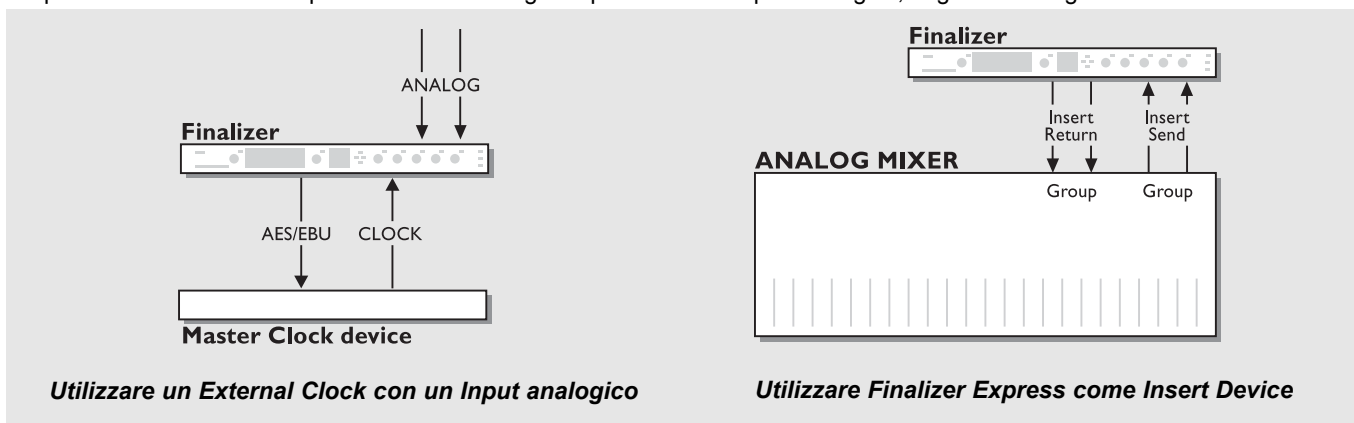 Finalizer
ANALOG
AES/EBU
CLOCK
Master Clock device
Utilizzare un External Clock con un Input analogico
Finalizer
Insert
Return
Insert
Send
ANALOG MIXER
Group
Group
Utilizzare Finalizer Express come Insert Device